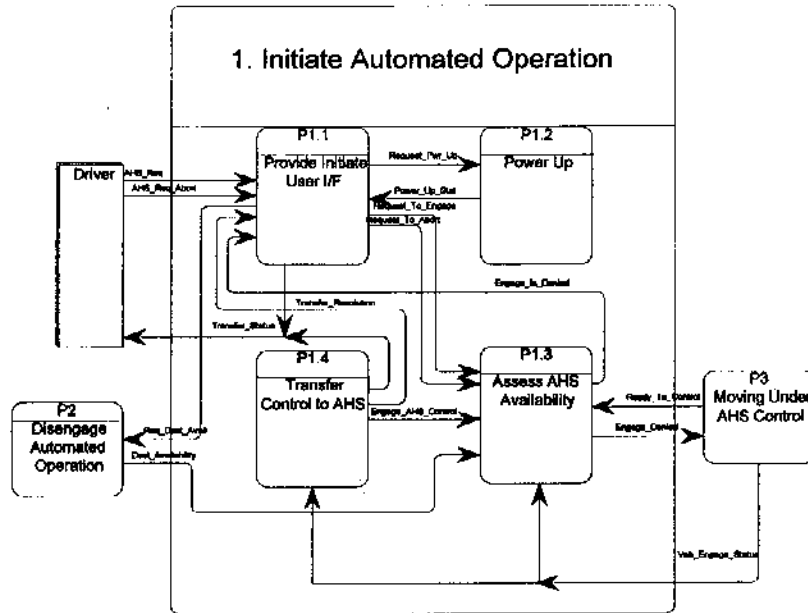 1. Initiate Automated Operation
P1.1
P1.2
Provide Initiate
User I/F
Power Up
Request_Pwr_Up
Driver
AHS_Req
AHS_Req_Abort
Power_Up_Stat
Request_To_Engage
Request_To_Abort
Engage_Is_Control
Transfer_Resolution
Transfer_Status
P1.4
Transfer
Control to AHS
P1.3
Assess AHS
Availability
P3
Moving Under
AHS Control
Ready_To_Control
Engage_AHS_Control
Engage_Control
P2
Disengage
Automated
Operation
Req_Dest_Avail
Dest_Availability
Veh_Engage_Status